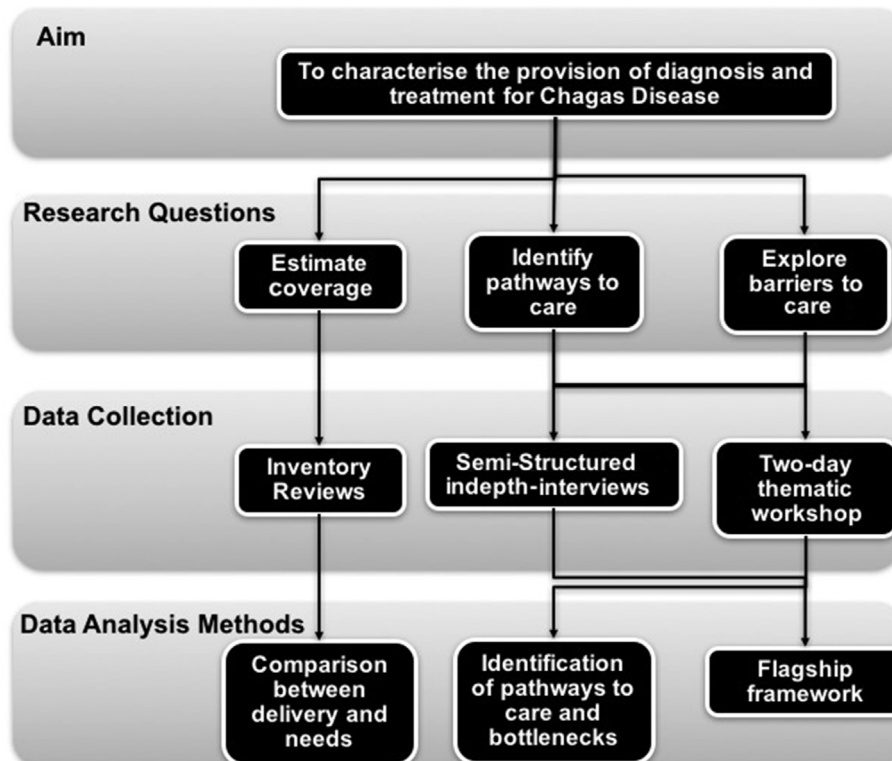 Aim
To characterise the provision of diagnosis and
treatment for Chagas Disease
Research Questions
Estimate
coverage
Identify
pathways to
care
Explore
barriers to
care
Data Collection
Inventory
Reviews
Semi-Structured
indepth-interviews
Two-day
thematic
workshop
Data Analysis Methods
Comparison
between
delivery and
needs
Identification
of pathways to
care and
bottlenecks
Flagship
framework